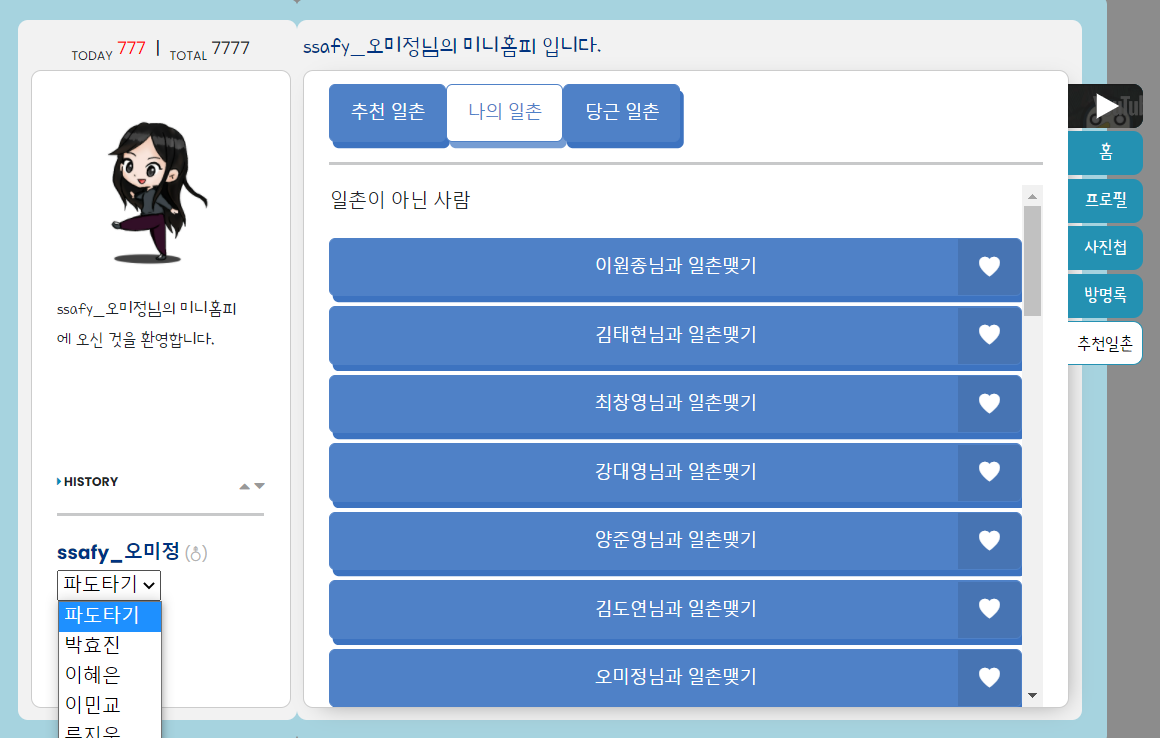 TODAY 777 | TOTAL 7777
ssafy_오미정님의 미니홈피 입니다.
ssafy_오미정님의 미니홈피
에 오신 것을 환영합니다.
HISTORY
ssafy_오미정
파도타기
파도타기
박효진
이혜은
이민교
추천 일촌
나의 일촌
당근 일촌
일촌이 아닌 사람
이원종님과 일촌맺기
김태현님과 일촌맺기
최창영님과 일촌맺기
강대영님과 일촌맺기
양준영님과 일촌맺기
김도연님과 일촌맺기
오미정님과 일촌맺기
홈
프로필
사진첩
방명록
추천일촌